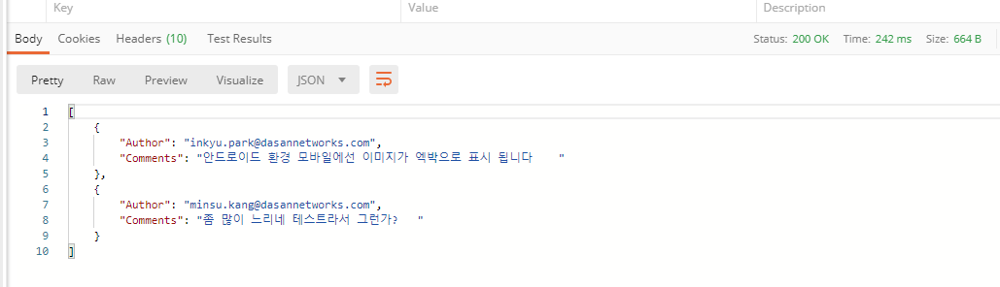 Key Value Description
Body Cookies Headers (10) Test Results Status: 200 OK Time: 242 ms Size: 664 B
Pretty Raw Preview Visualize JSON
1 [
2 {
3 "Author": "inkyu.park@dasannetworks.com",
4 "Comments": "안드로이드 환경 모바일에선 이미지가 엑박으로 표시 됩니다    "
5 },
6 {
7 "Author": "minsu.kang@dasannetworks.com",
8 "Comments": "좀 많이 느리네 테스트라서 그런가?   "
9 }
10 ]